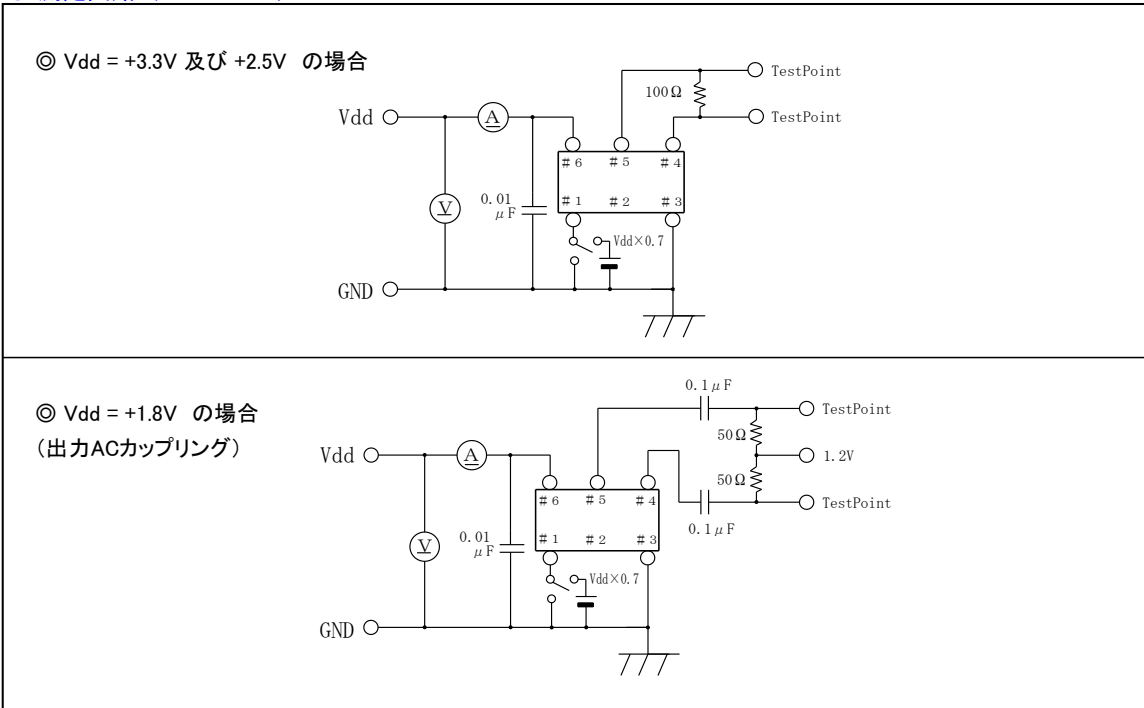 ◎ Vdd = +3.3V 及び +2.5V の場合
TestPoint
100Ω
Vdd
A
TestPoint
#6 #5 #4
0.01
μF
V
#1 #2 #3
Vdd×0.7
GND
◎ Vdd = +1.8V の場合
(出力ACカップリング)
0.1μF
TestPoint
50Ω
Vdd
A
1.2V
50Ω
#6 #5 #4
TestPoint
0.1μF
0.01
μF
V
#1 #2 #3
Vdd×0.7
GND